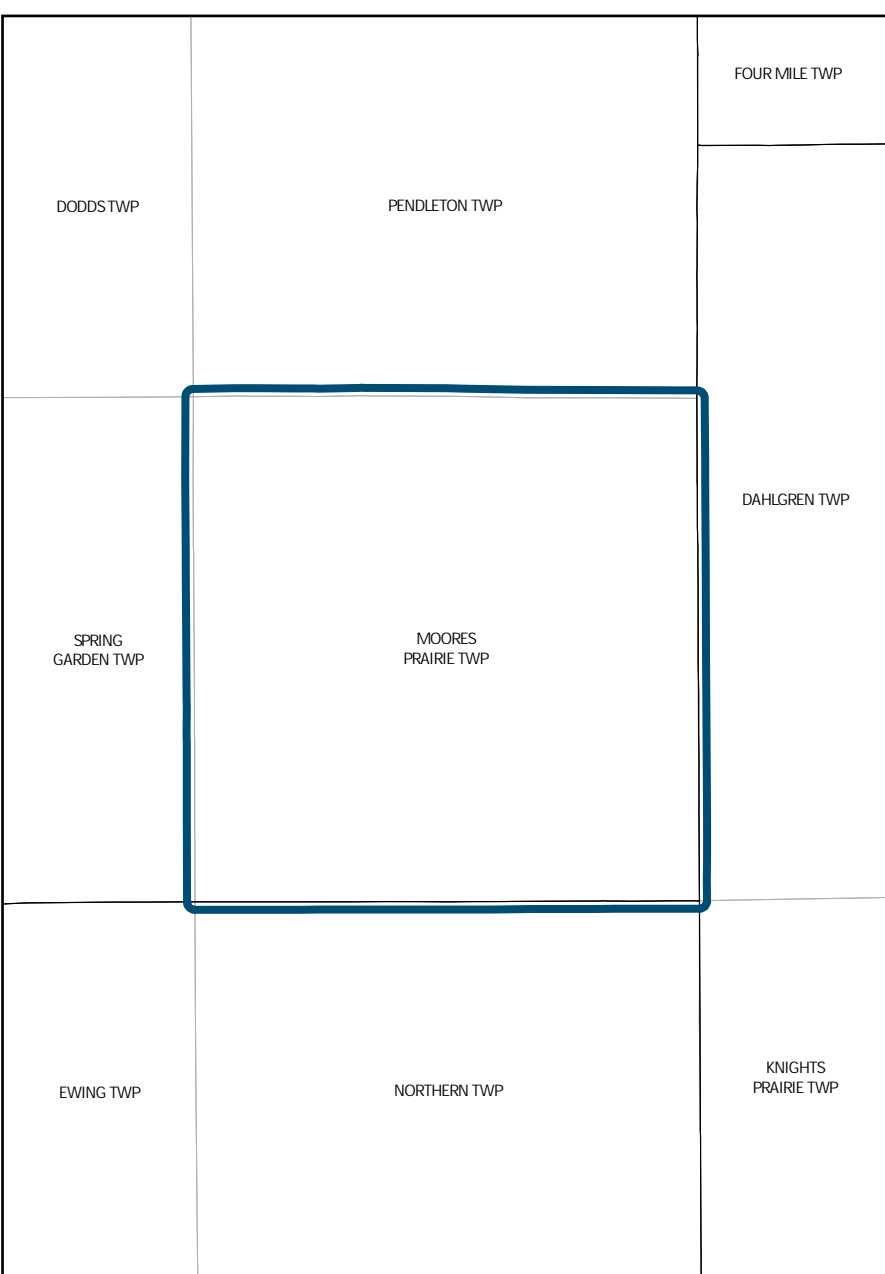 FOUR MILE TWP
DODDS TWP
PENDLETON TWP
DAHLGREN TWP
SPRING
GARDEN TWP
MOORES
PRAIRIE TWP
EWING TWP
NORTHERN TWP
KNIGHTS
PRAIRIE TWP